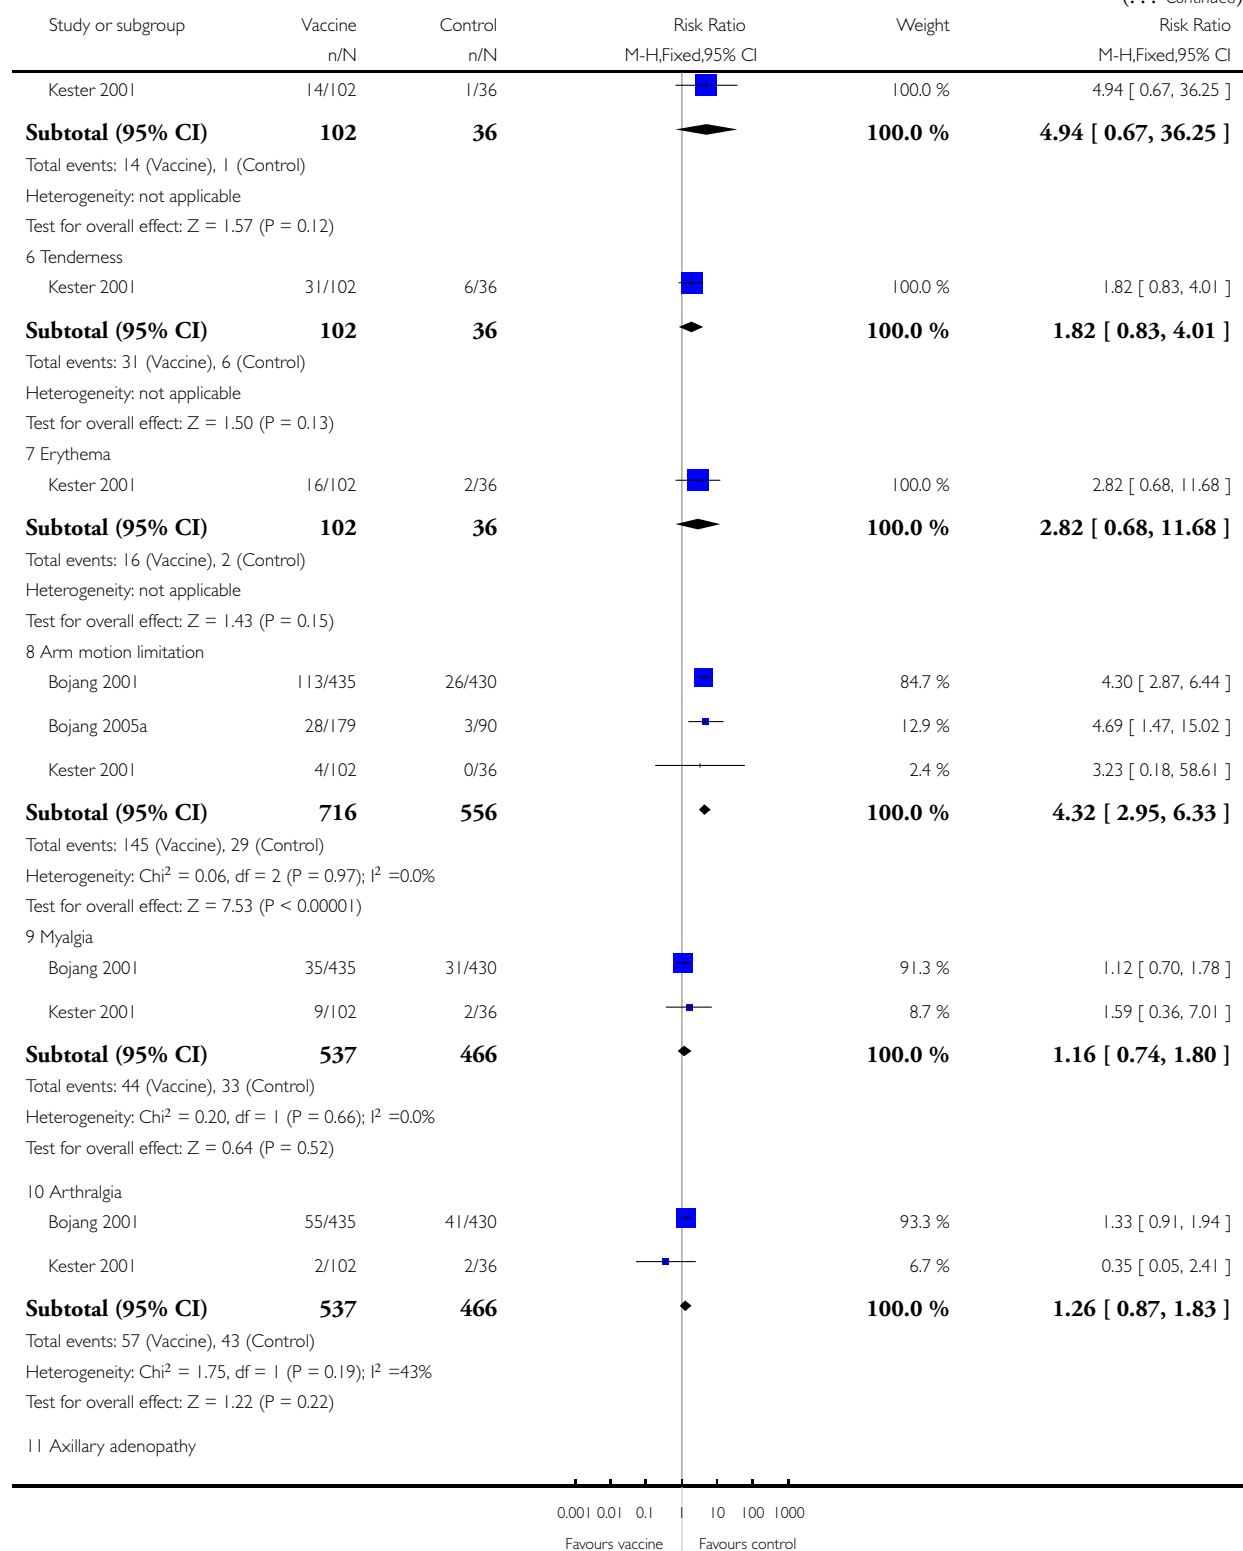 (. . . Continued)
Study or subgroup Vaccine Control Risk Ratio Weight Risk Ratio
n/N n/N M-H,Fixed,95% CI M-H,Fixed,95% CI
Kester 2001 14/102 1/36 100.0 % 4.94 [ 0.67, 36.25 ]
Subtotal (95% CI) 102 36 100.0 % 4.94 [ 0.67, 36.25 ]
Total events: 14 (Vaccine), 1 (Control)
Heterogeneity: not applicable
Test for overall effect: Z = 1.57 (P = 0.12)
6 Tenderness
Kester 2001 31/102 6/36 100.0 % 1.82 [ 0.83, 4.01 ]
Subtotal (95% CI) 102 36 100.0 % 1.82 [ 0.83, 4.01 ]
Total events: 31 (Vaccine), 6 (Control)
Heterogeneity: not applicable
Test for overall effect: Z = 1.50 (P = 0.13)
7 Erythema
Kester 2001 16/102 2/36 100.0 % 2.82 [ 0.68, 11.68 ]
Subtotal (95% CI) 102 36 100.0 % 2.82 [ 0.68, 11.68 ]
Total events: 16 (Vaccine), 2 (Control)
Heterogeneity: not applicable
Test for overall effect: Z = 1.43 (P = 0.15)
8 Arm motion limitation
Bojang 2001 113/435 26/430 84.7 % 4.30 [ 2.87, 6.44 ]
Bojang 2005a 28/179 3/90 12.9 % 4.69 [ 1.47, 15.02 ]
Kester 2001 4/102 0/36 2.4 % 3.23 [ 0.18, 58.61 ]
Subtotal (95% CI) 716 556 100.0 % 4.32 [ 2.95, 6.33 ]
Total events: 145 (Vaccine), 29 (Control)
Heterogeneity: Chi² = 0.06, df = 2 (P = 0.97); I² =0.0%
Test for overall effect: Z = 7.53 (P < 0.00001)
9 Myalgia
Bojang 2001 35/435 31/430 91.3 % 1.12 [ 0.70, 1.78 ]
Kester 2001 9/102 2/36 8.7 % 1.59 [ 0.36, 7.01 ]
Subtotal (95% CI) 537 466 100.0 % 1.16 [ 0.74, 1.80 ]
Total events: 44 (Vaccine), 33 (Control)
Heterogeneity: Chi² = 0.20, df = 1 (P = 0.66); I² =0.0%
Test for overall effect: Z = 0.64 (P = 0.52)
10 Arthralgia
Bojang 2001 55/435 41/430 93.3 % 1.33 [ 0.91, 1.94 ]
Kester 2001 2/102 2/36 6.7 % 0.35 [ 0.05, 2.41 ]
Subtotal (95% CI) 537 466 100.0 % 1.26 [ 0.87, 1.83 ]
Total events: 57 (Vaccine), 43 (Control)
Heterogeneity: Chi² = 1.75, df = 1 (P = 0.19); I² =43%
Test for overall effect: Z = 1.22 (P = 0.22)
11 Axillary adenopathy
0.001 0.01 0.1 1 10 100 1000
Favours vaccine Favours control